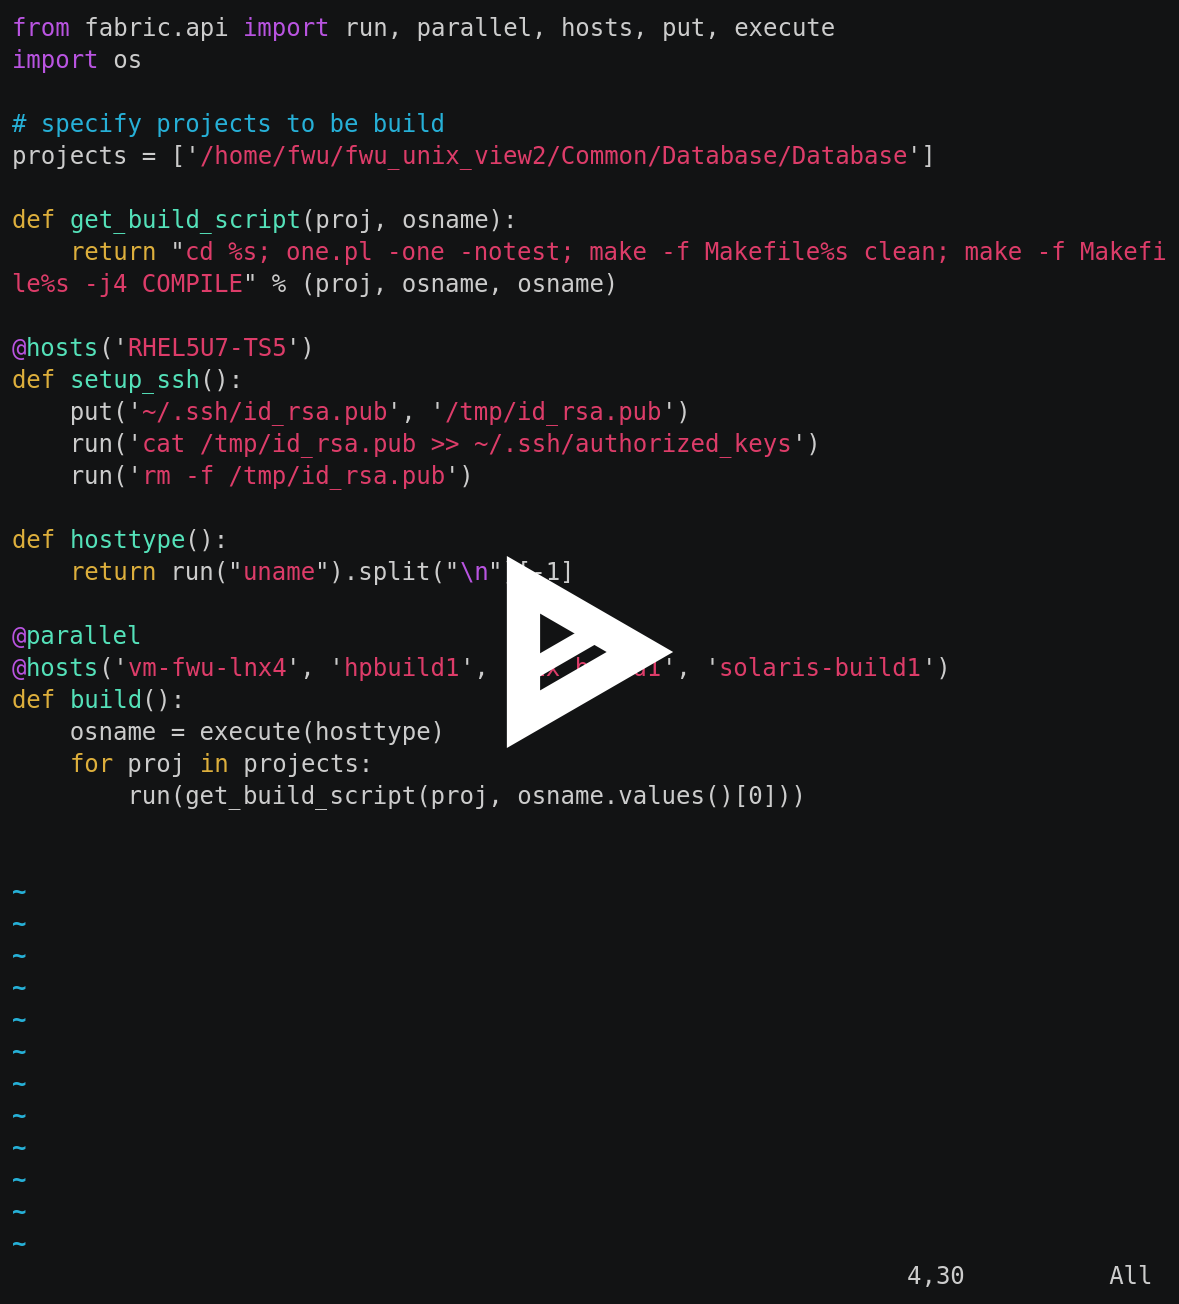 from fabric.api import run, parallel, hosts, put, execute
import os
# specify projects to be build
projects = ['/home/fwu/fwu_unix_view2/Common/Database/Database']
def get_build_script(proj, osname):
    return "cd %s; one.pl -one -notest; make -f Makefile%s clean; make -f Makefi
le%s -j4 COMPILE" % (proj, osname, osname)
@hosts('RHEL5U7-TS5')
def setup_ssh():
    put('~/.ssh/id_rsa.pub', '/tmp/id_rsa.pub')
    run('cat /tmp/id_rsa.pub >> ~/.ssh/authorized_keys')
    run('rm -f /tmp/id_rsa.pub')
def hosttype():
    return run("uname").split("\n")[-1]
@parallel
@hosts('vm-fwu-lnx4', 'hpbuild1', 'solaris-build1')
def build():
    osname = execute(hosttype)
    for proj in projects:
        run(get_build_script(proj, osname.values()[0]))
~
~
~
~
~
~
~
~
~
~
~
~
4,30 All